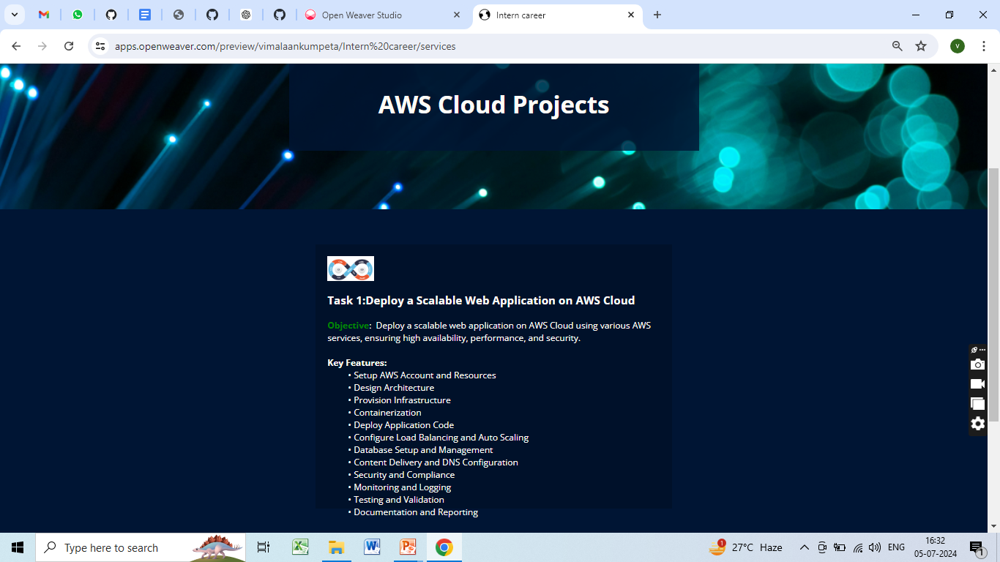 Open Weaver Studio
Intern career
apps.openweaver.com/preview/vimalaankumpeta/Intern%20career/services
V
AWS Cloud Projects
Task 1:Deploy a Scalable Web Application on AWS Cloud
Objective: Deploy a scalable web application on AWS Cloud using various AWS
services, ensuring high availability, performance, and security.
Key Features:
• Setup AWS Account and Resources
• Design Architecture
• Provision Infrastructure
• Containerization
• Deploy Application Code
• Configure Load Balancing and Auto Scaling
• Database Setup and Management
• Content Delivery and DNS Configuration
• Security and Compliance
• Monitoring and Logging
• Testing and Validation
• Documentation and Reporting
Type here to search
1
27°C Haze
ENG
16:32
05-07-2024
1